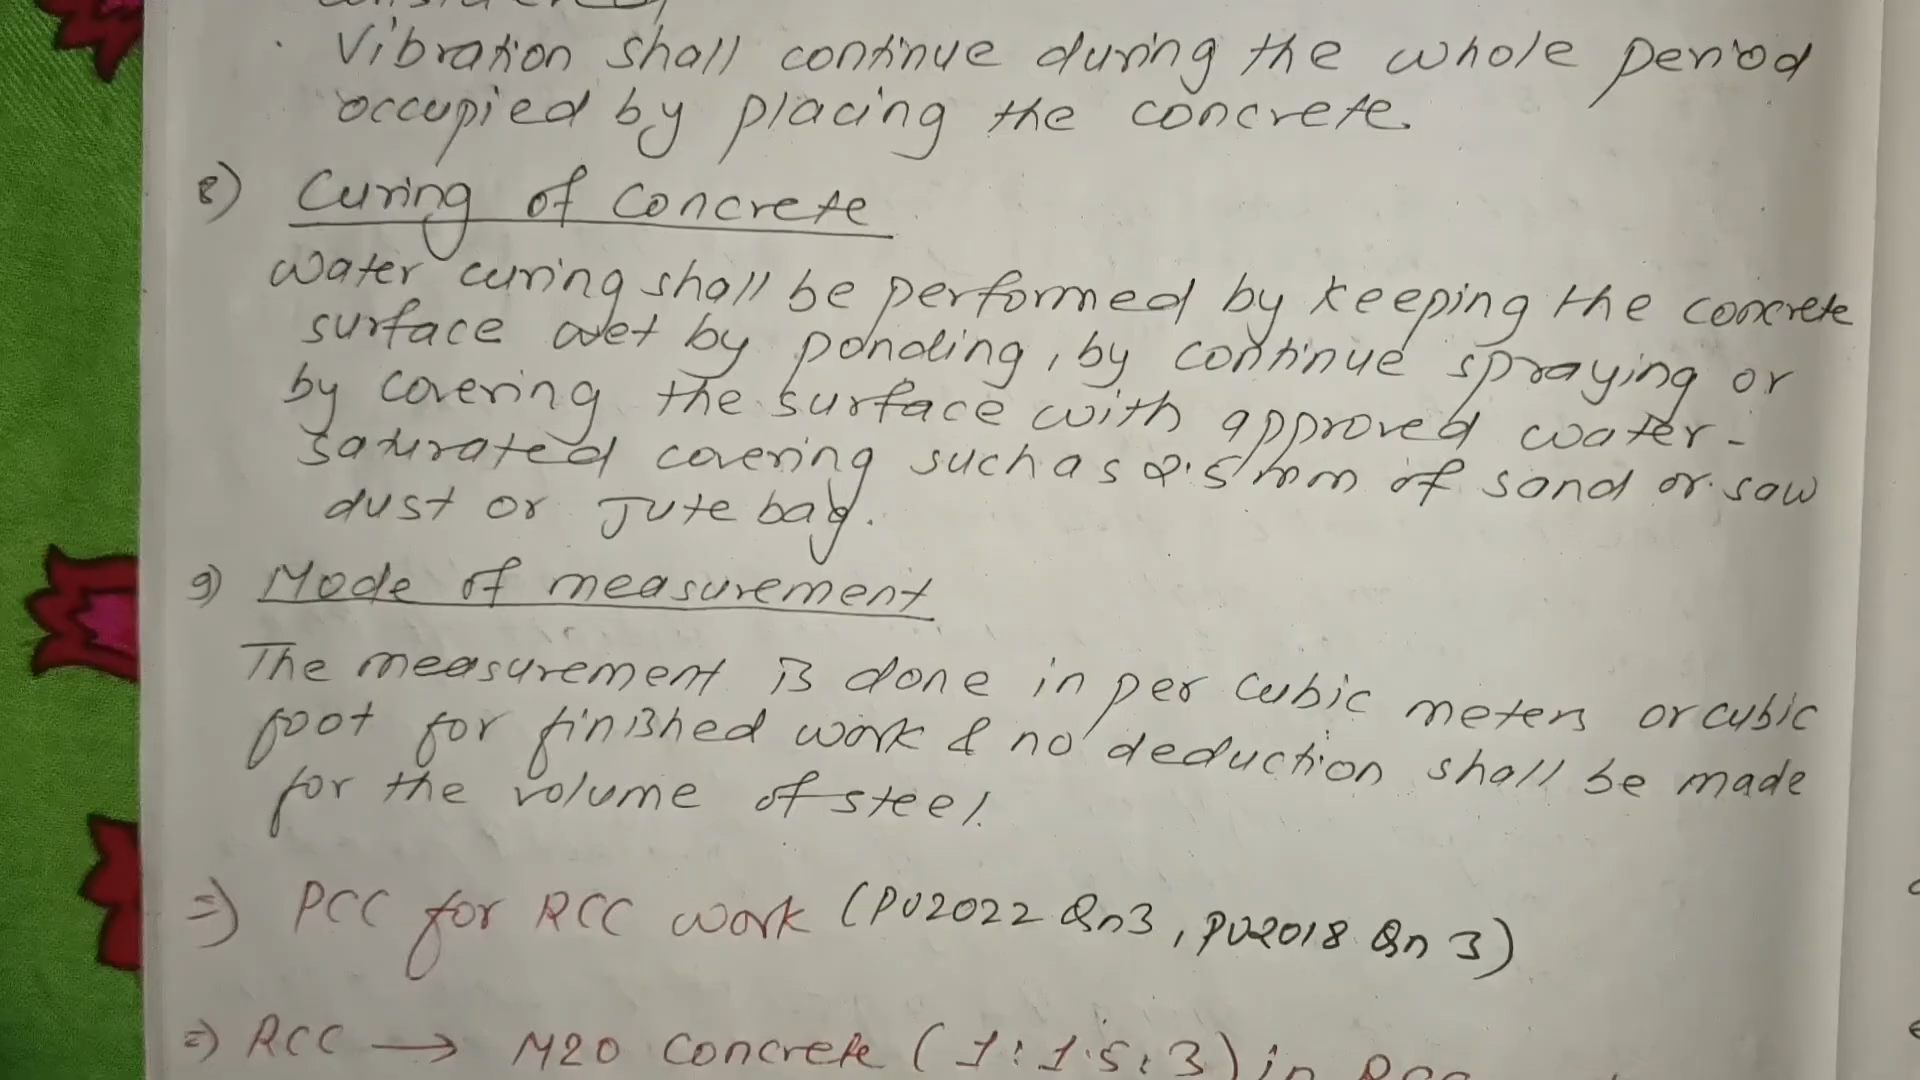 Vibration shall continue during the whole period
occupied by placing the concrete.
8) Curing of Concrete
Water curing shall be performed by keeping the concrete
surface wet by ponding, by continue spraying or
by covering the surface with approved water-
saturated covering such as 2.5mm of sand or saw
dust or Jute bag.
9) Mode of measurement
The measurement is done in per cubic meters or cubic
foot for finished work & no deduction shall be made
for the volume of steel.
=) PCC for RCC work (PU2022 Qn3, PU2018 Qn 3)
=) RCC → M20 Concrete (1:1.5:3) in